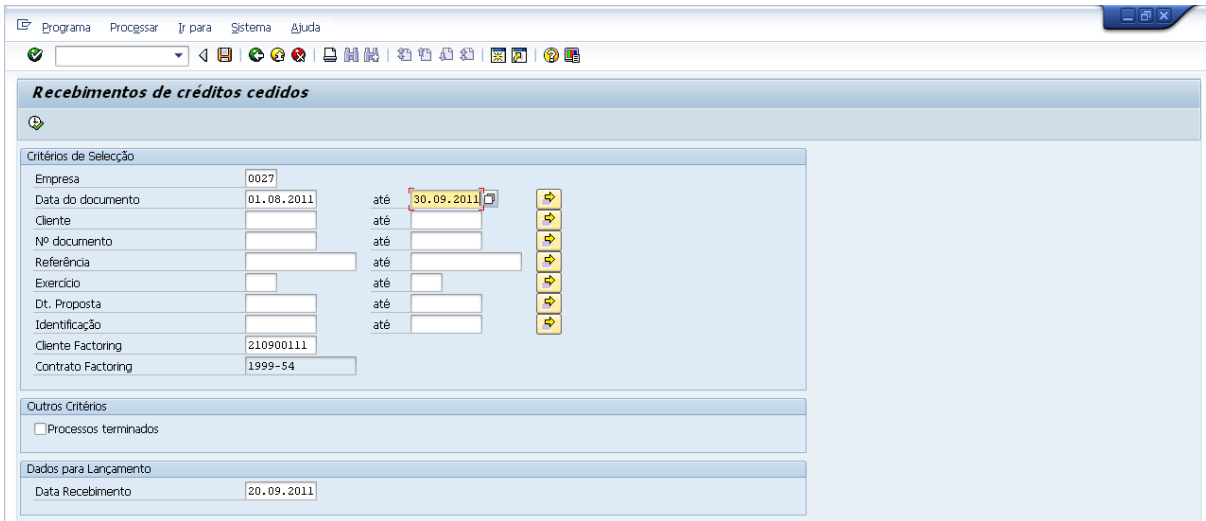 Programa Processar Ir para Sistema Ajuda
Recebimentos de créditos cedidos
Critérios de Selecção
Empresa 0027
Data do documento 01.08.2011 até 30.09.2011
Cliente até
Nº documento até
Referência até
Exercício até
Dt. Proposta até
Identificação até
Cliente Factoring 210900111
Contrato Factoring 1999-54
Outros Critérios
Processos terminados
Dados para Lançamento
Data Recebimento 20.09.2011